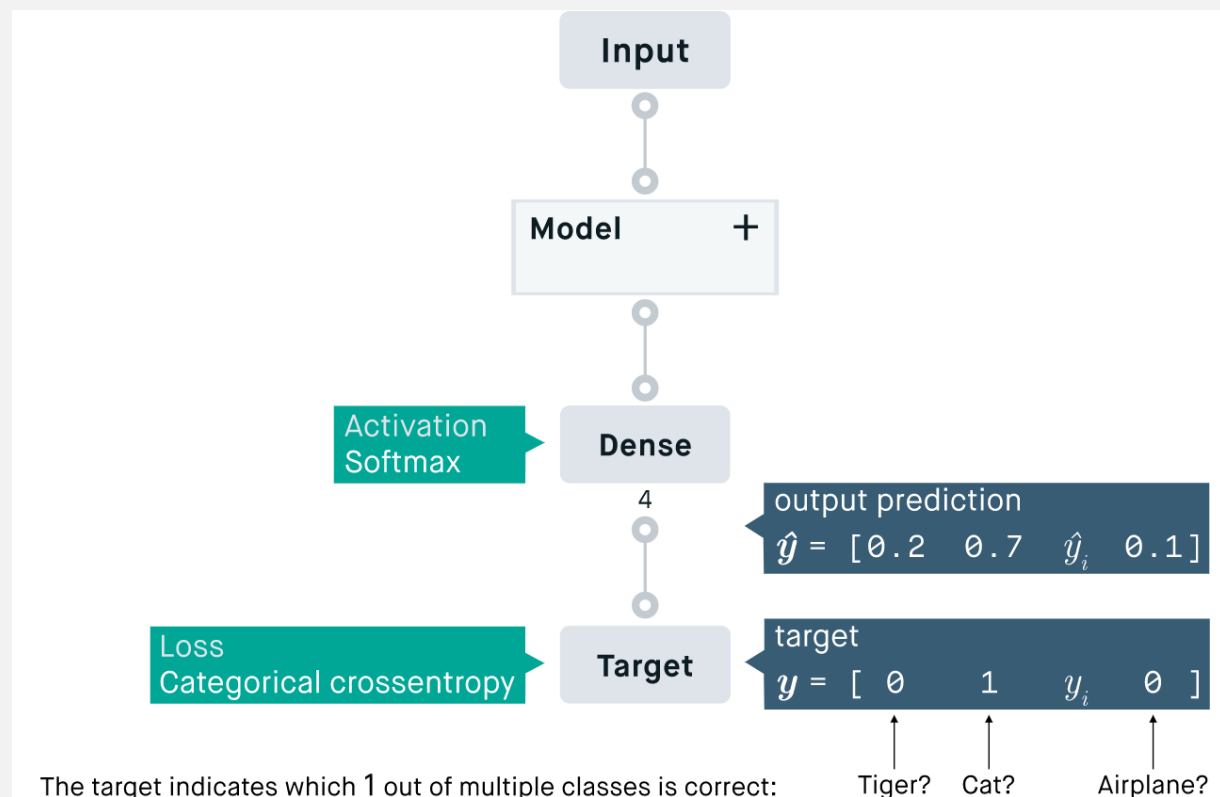 Input
Model +
Activation
Softmax
Dense
4
output prediction
ŷ = [0.2 0.7 ŷᵢ 0.1]
Loss
Categorical crossentropy
Target
target
y = [ 0 1 yᵢ 0 ]
The target indicates which 1 out of multiple classes is correct: Tiger? Cat? Airplane?